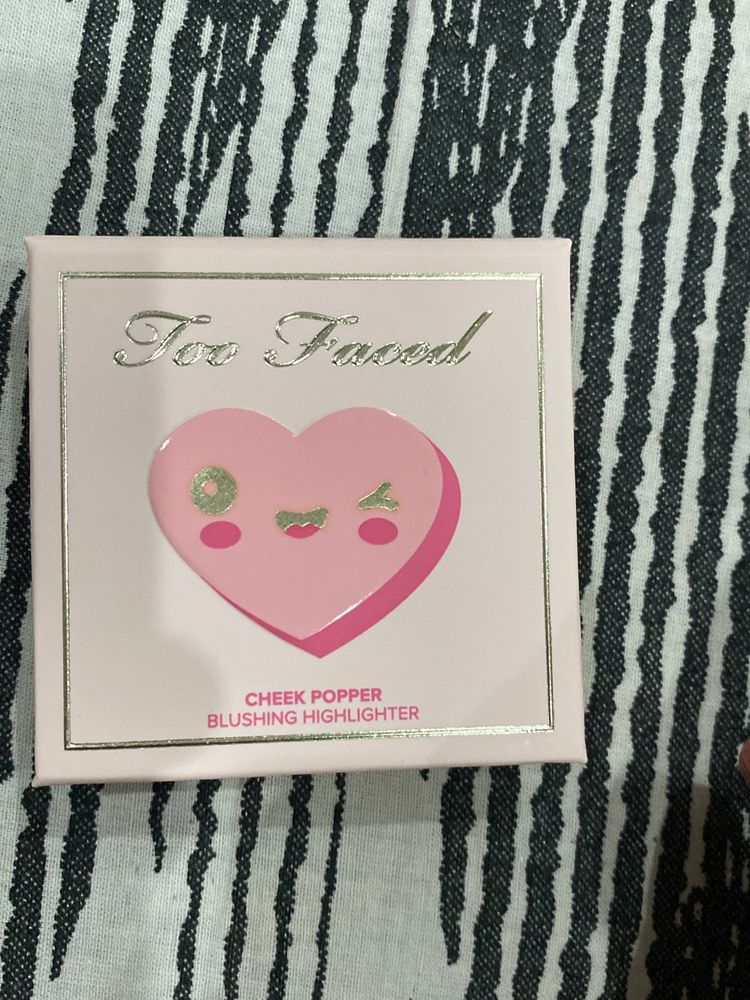 Too Faced
CHEEK POPPER
BLUSHING HIGHLIGHTER